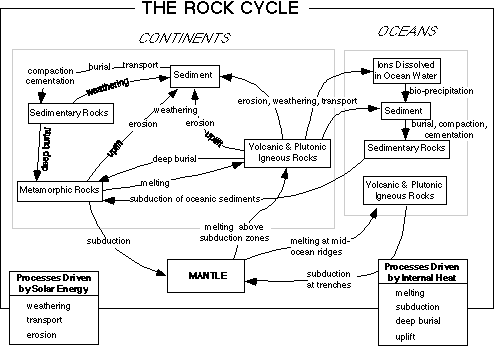 THE ROCK CYCLE
CONTINENTS
OCEANS
burial transport
compaction
cementation
weathering
Sediment
Sedimentary Rocks
weathering
erosion
uplift
erosion
uplift
deep burial
erosion, weathering, transport
Volcanic & Plutonic
Igneous Rocks
deep burial
melting
Metamorphic Rocks
subduction of oceanic sediments
Ions Dissolved
in Ocean Water
bio-precipitation
Sediment
burial, compaction,
cementation
Sedimentary Rocks
Volcanic & Plutonic
Igneous Rocks
subduction
melting above
subduction zones
melting at mid-
ocean ridges
MANTLE
subduction
at trenches
Processes Driven
by Solar Energy
weathering
transport
erosion
Processes Driven
by Internal Heat
melting
subduction
deep burial
uplift